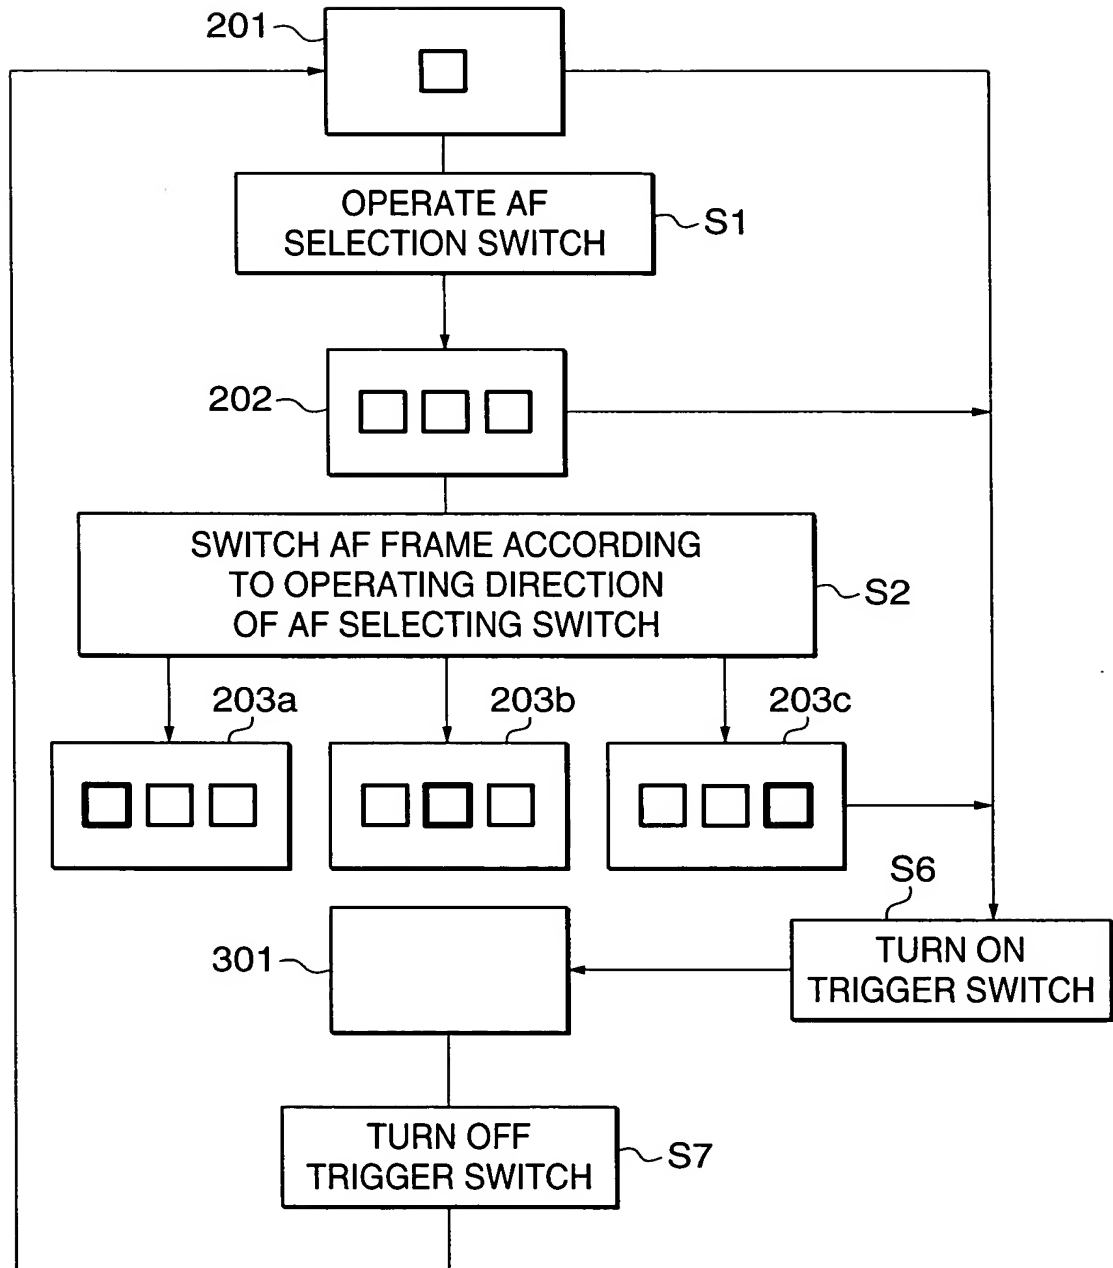 201
OPERATE AF
SELECTION SWITCH
S1
202
SWITCH AF FRAME ACCORDING
TO OPERATING DIRECTION
OF AF SELECTING SWITCH
S2
203a
203b
203c
S6
301
TURN ON
TRIGGER SWITCH
TURN OFF
TRIGGER SWITCH
S7